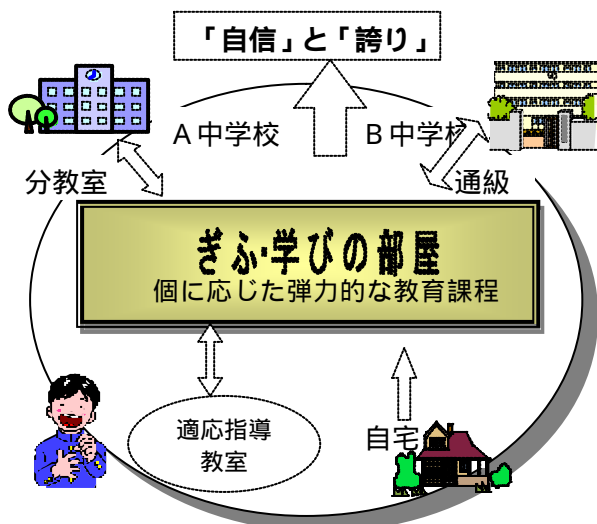 「自信」と「誇り」
A中学校
B中学校
分教室
通級
ぎふ・学びの部屋
個に応じた弾力的な教育課程
適応指導
教室
自宅